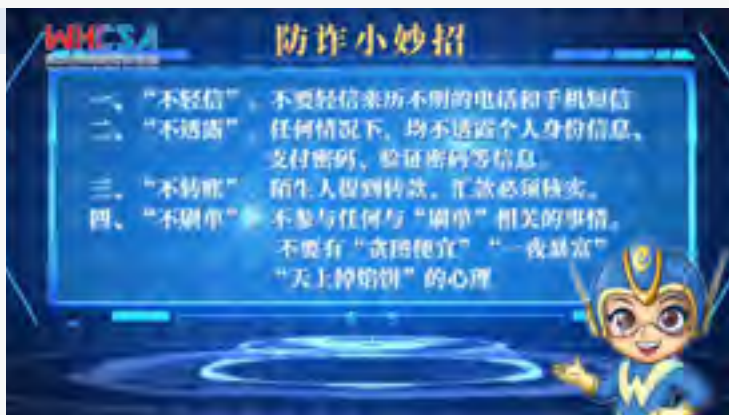 WHCSA
防诈小妙招
一、“不轻信”，不要轻信来历不明的电话和手机短信
二、“不透露”，任何情况下，均不透露个人身份信息、
支付密码、验证密码等信息。
三、“不转账”，陌生人提到转款、汇款必须核实。
四、“不刷单”，不参与任何与“刷单”相关的事情。
不要有“贪图便宜”“一夜暴富”
“天上掉馅饼”的心理
e
W